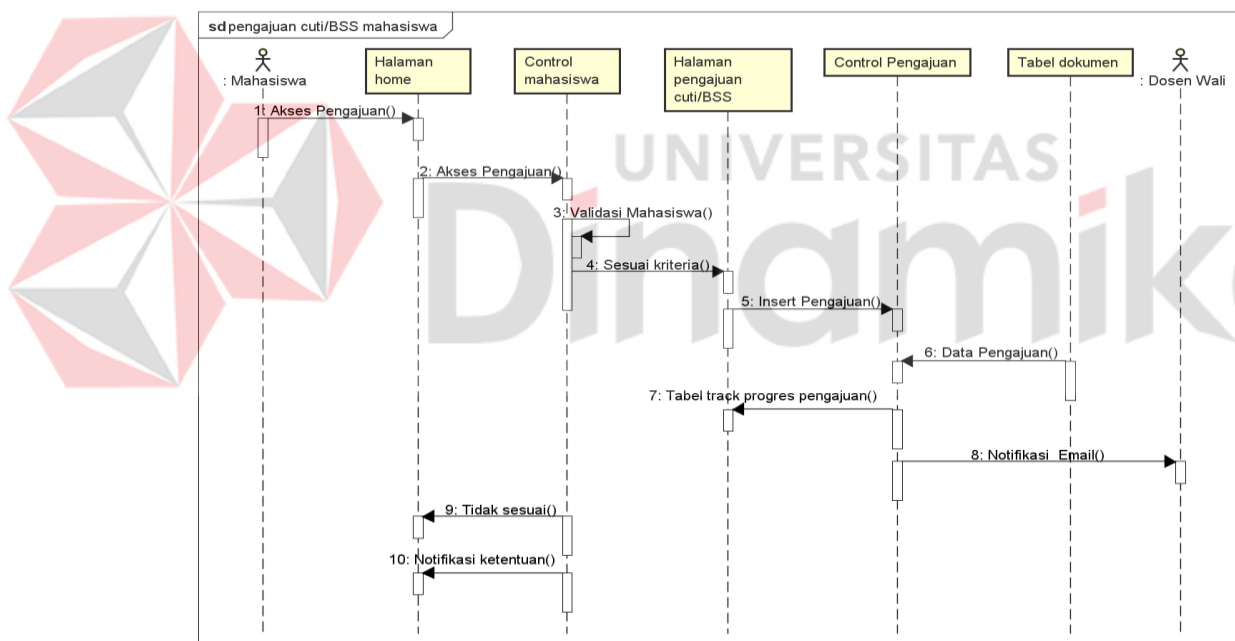 sd pengajuan cuti/BSS mahasiswa
: Mahasiswa
Halaman
home
Control
mahasiswa
Halaman
pengajuan
cuti/BSS
Control Pengajuan
Tabel dokumen
: Dosen Wali
1: Akses Pengajuan()
UNIVERSITAS
Dinamika
2: Akses Pengajuan()
3: Validasi Mahasiswa()
4: Sesuai kriteria()
5: Insert Pengajuan()
6: Data Pengajuan()
7: Tabel track progres pengajuan()
8: Notifikasi Email()
9: Tidak sesuai()
10: Notifikasi ketentuan()